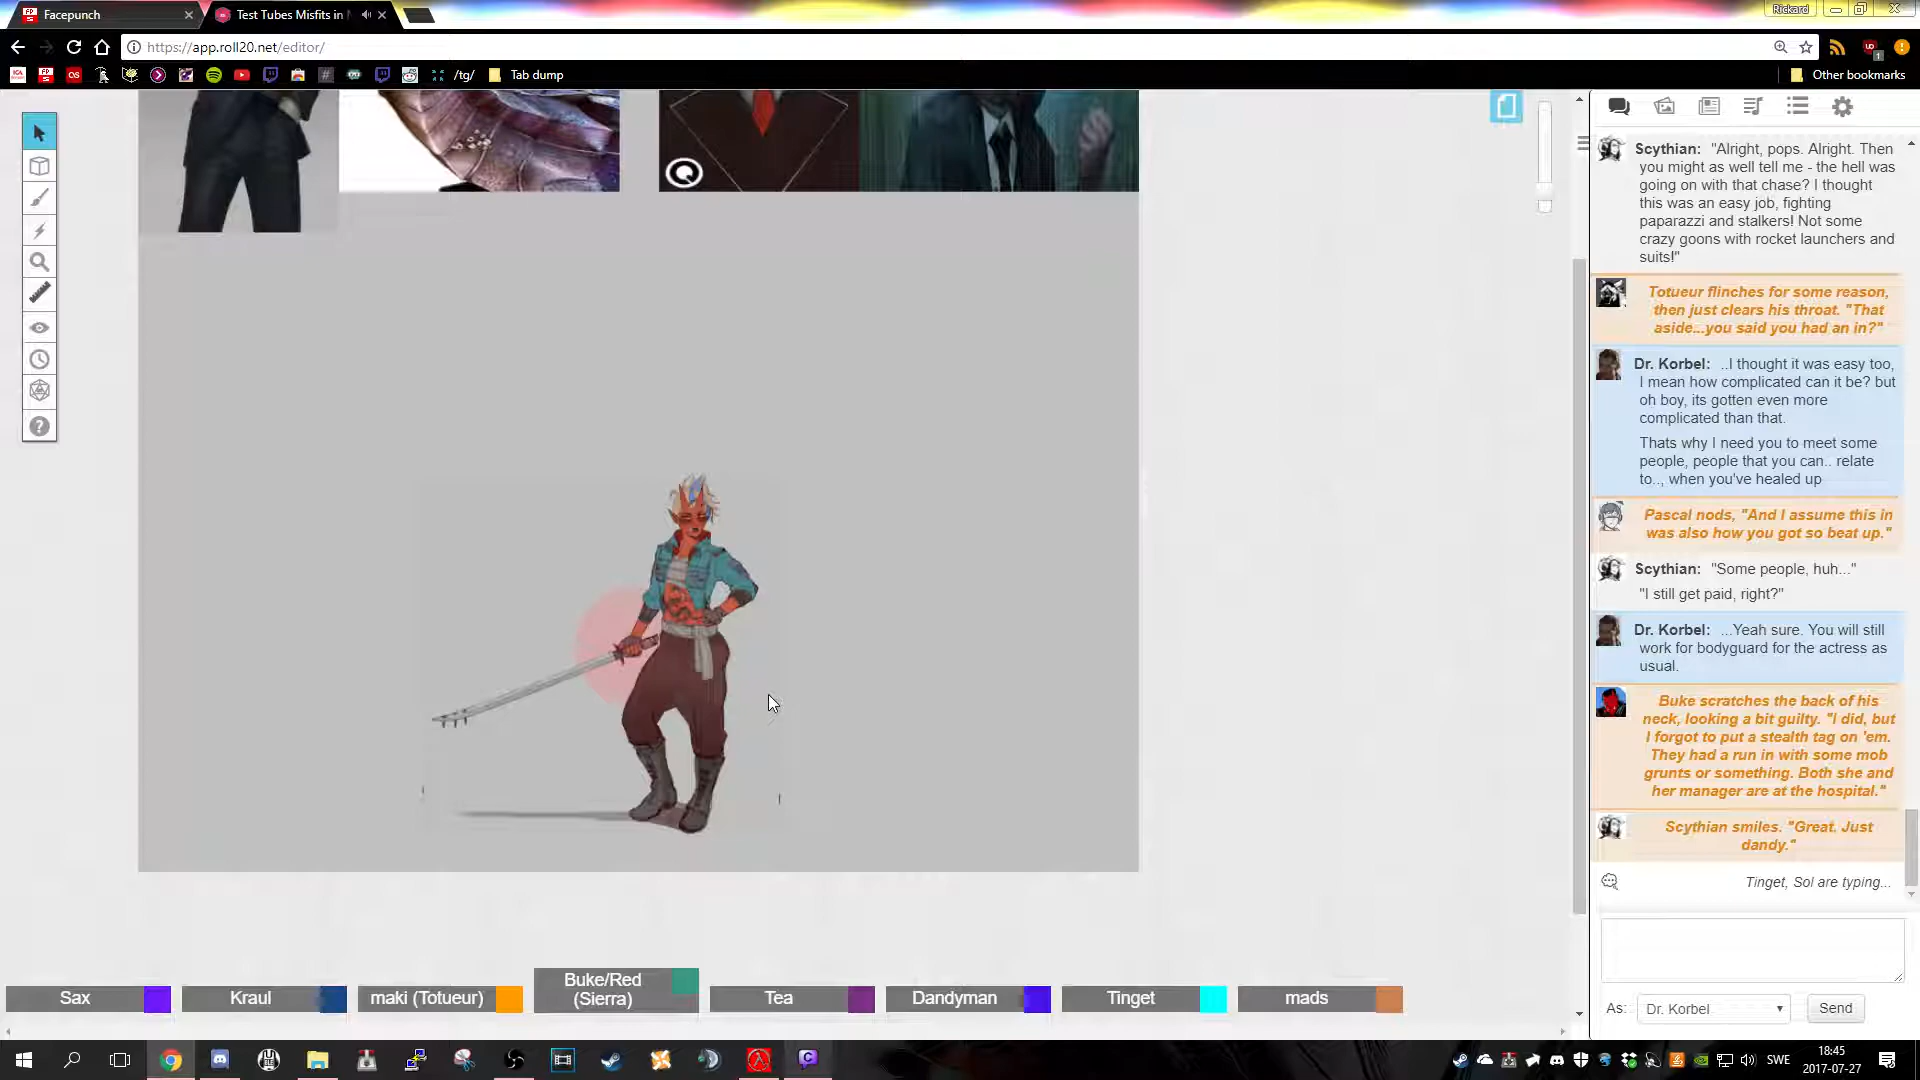 Facepunch
Test Tubes Misfits in
Rickard
https://app.roll20.net/editor/
/tg/
Tab dump
Other bookmarks
Scythian: "Alright, pops. Alright. Then
you might as well tell me - the hell was
going on with that chase? I thought
this was an easy job, fighting
paparazzi and stalkers! Not some
crazy goons with rocket launchers and
suits!"
Totueur flinches for some reason,
then just clears his throat. "That
aside...you said you had an in?"
Dr. Korbel: ..I thought it was easy too,
I mean how complicated can it be? but
oh boy, its gotten even more
complicated than that.
Thats why I need you to meet some
people, people that you can.. relate
to.., when you've healed up
Pascal nods, "And I assume this in
was also how you got so beat up."
Scythian: "Some people, huh..."
"I still get paid, right?"
Dr. Korbel: ...Yeah sure. You will still
work for bodyguard for the actress as
usual.
Buke scratches the back of his
neck, looking a bit guilty. "I did, but
I forgot to put a stealth tag on 'em.
They had a run in with some mob
grunts or something. Both she and
her manager are at the hospital."
Scythian smiles. "Great. Just
dandy."
Tinget, Sol are typing...
Sax
Kraul
maki (Totueur)
Buke/Red
(Sierra)
Tea
Dandyman
Tinget
mads
As:
Dr. Korbel
Send
SWE
18:45
2017-07-27